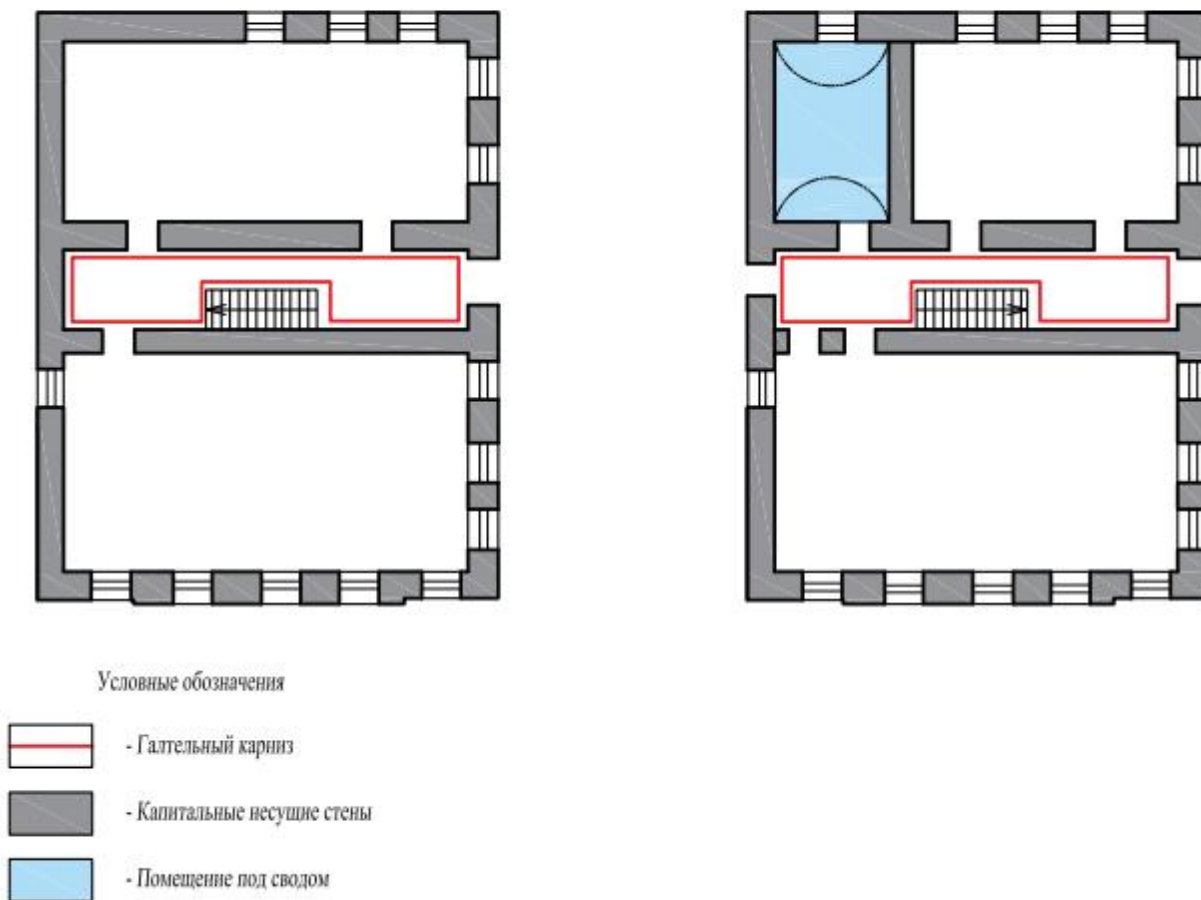 Условные обозначения
- Галтельный карниз
- Капитальные несущие стены
- Помещение под сводом